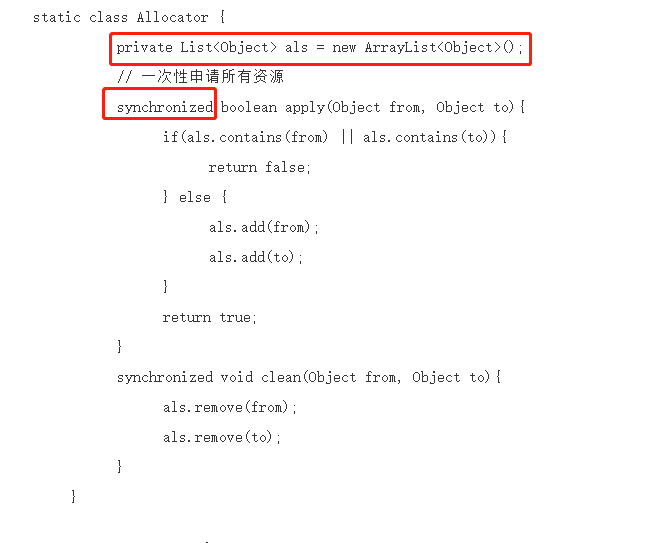 static class Allocator {
private List<Object> als = new ArrayList<Object>();
// 一次性申请所有资源
synchronized boolean apply(Object from, Object to){
if(als.contains(from) || als.contains(to)){
return false;
} else {
als.add(from);
als.add(to);
}
return true;
}
synchronized void clean(Object from, Object to){
als.remove(from);
als.remove(to);
}
}